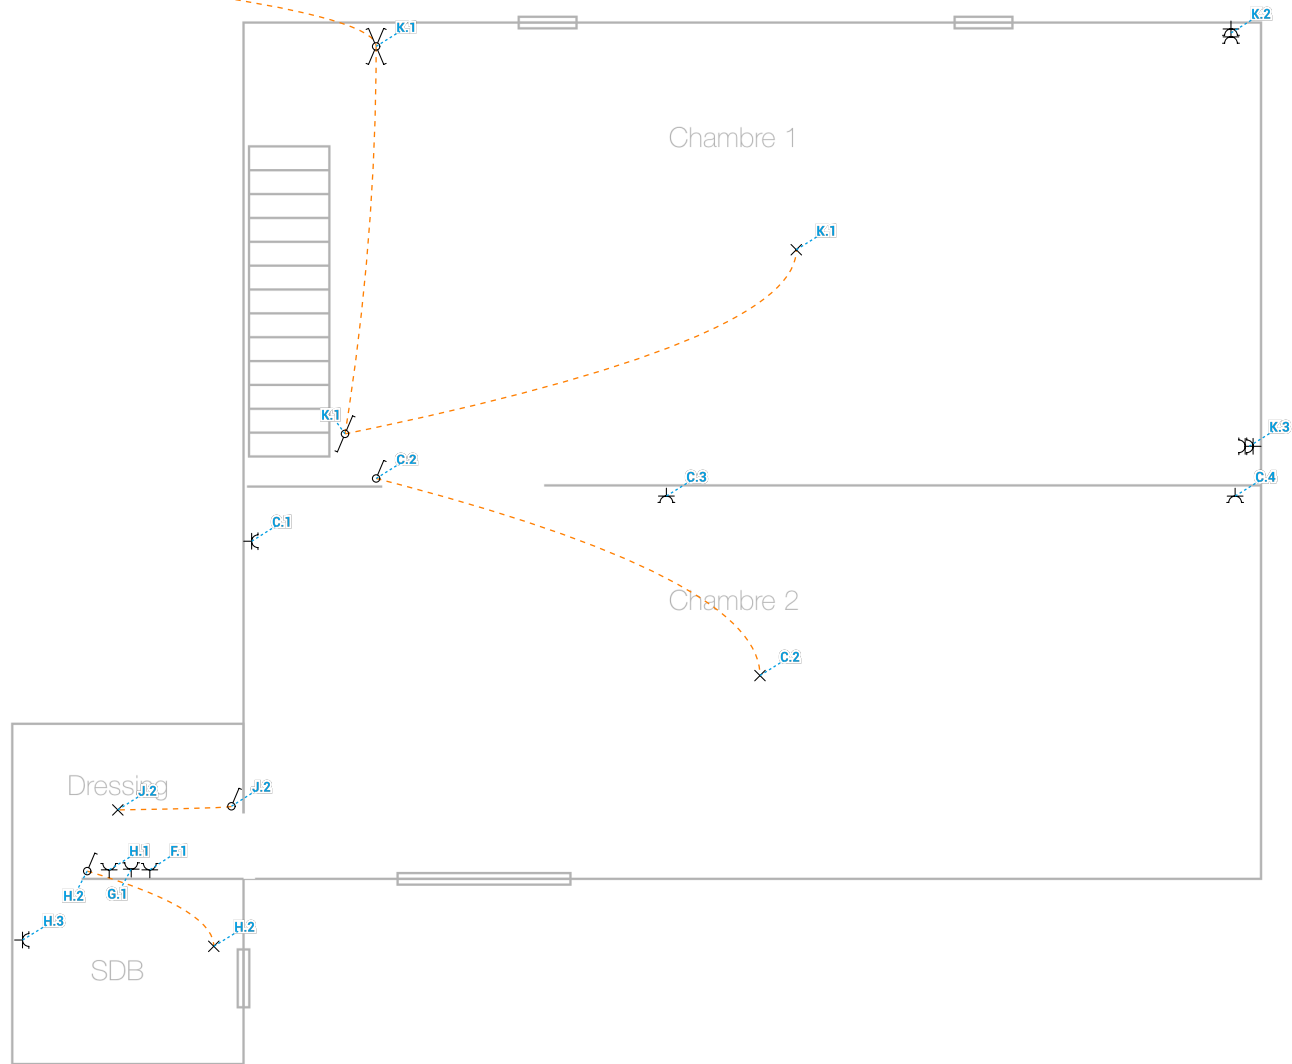 K.2
K.1
Chambre 1
K.1
K.1
K.3
C.2
C.3
C.4
C.1
Chambre 2
C.2
Dressing
J.2
J.2
H.1
F.1
H.2
G.1
H.3
H.2
SDB